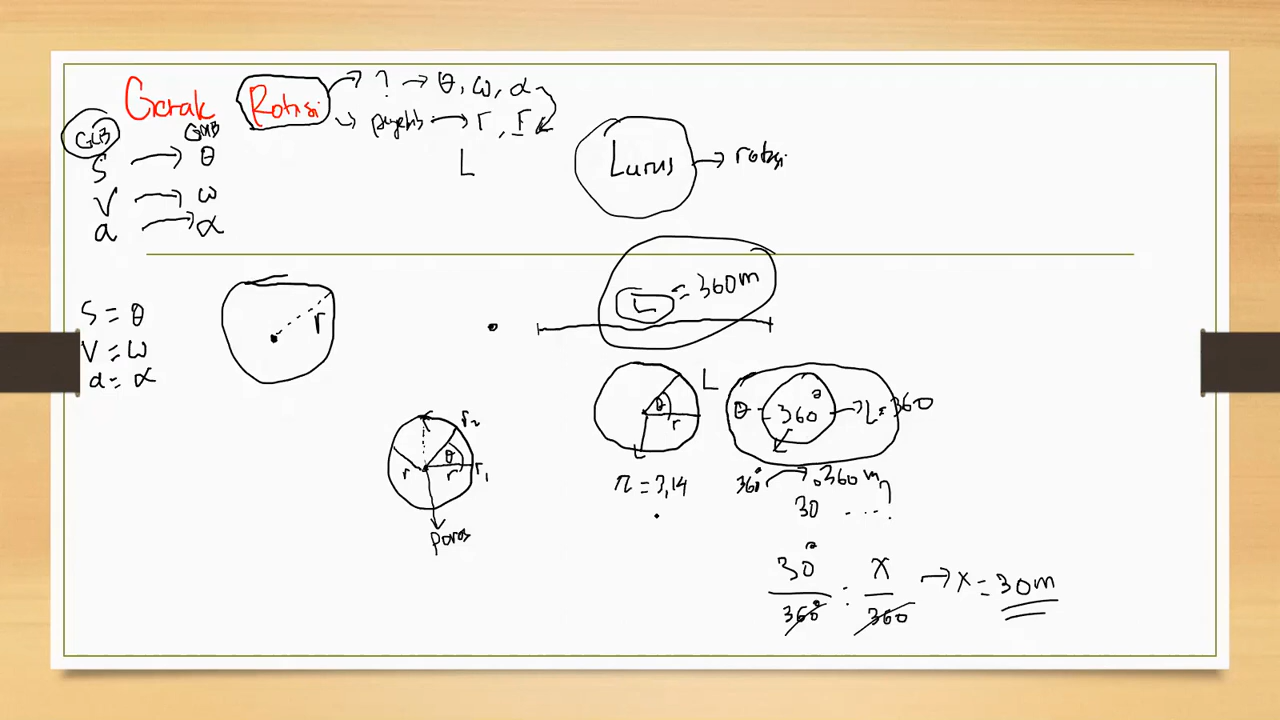 Gerak Rotasi → ? → θ, ω, α
→ → τ, I
L
GLB GMB
S → θ
V → ω
a → α
Lurus → rotasi
S = θ
V = ω
a = α
r
L = 360m
θ r L
θ = 360° → L = 360
r θ r r₁ r₂
Poros
π = 3,14
360° → 360 m
30 ....?
30° / 360° = X / 360 → X = 30m